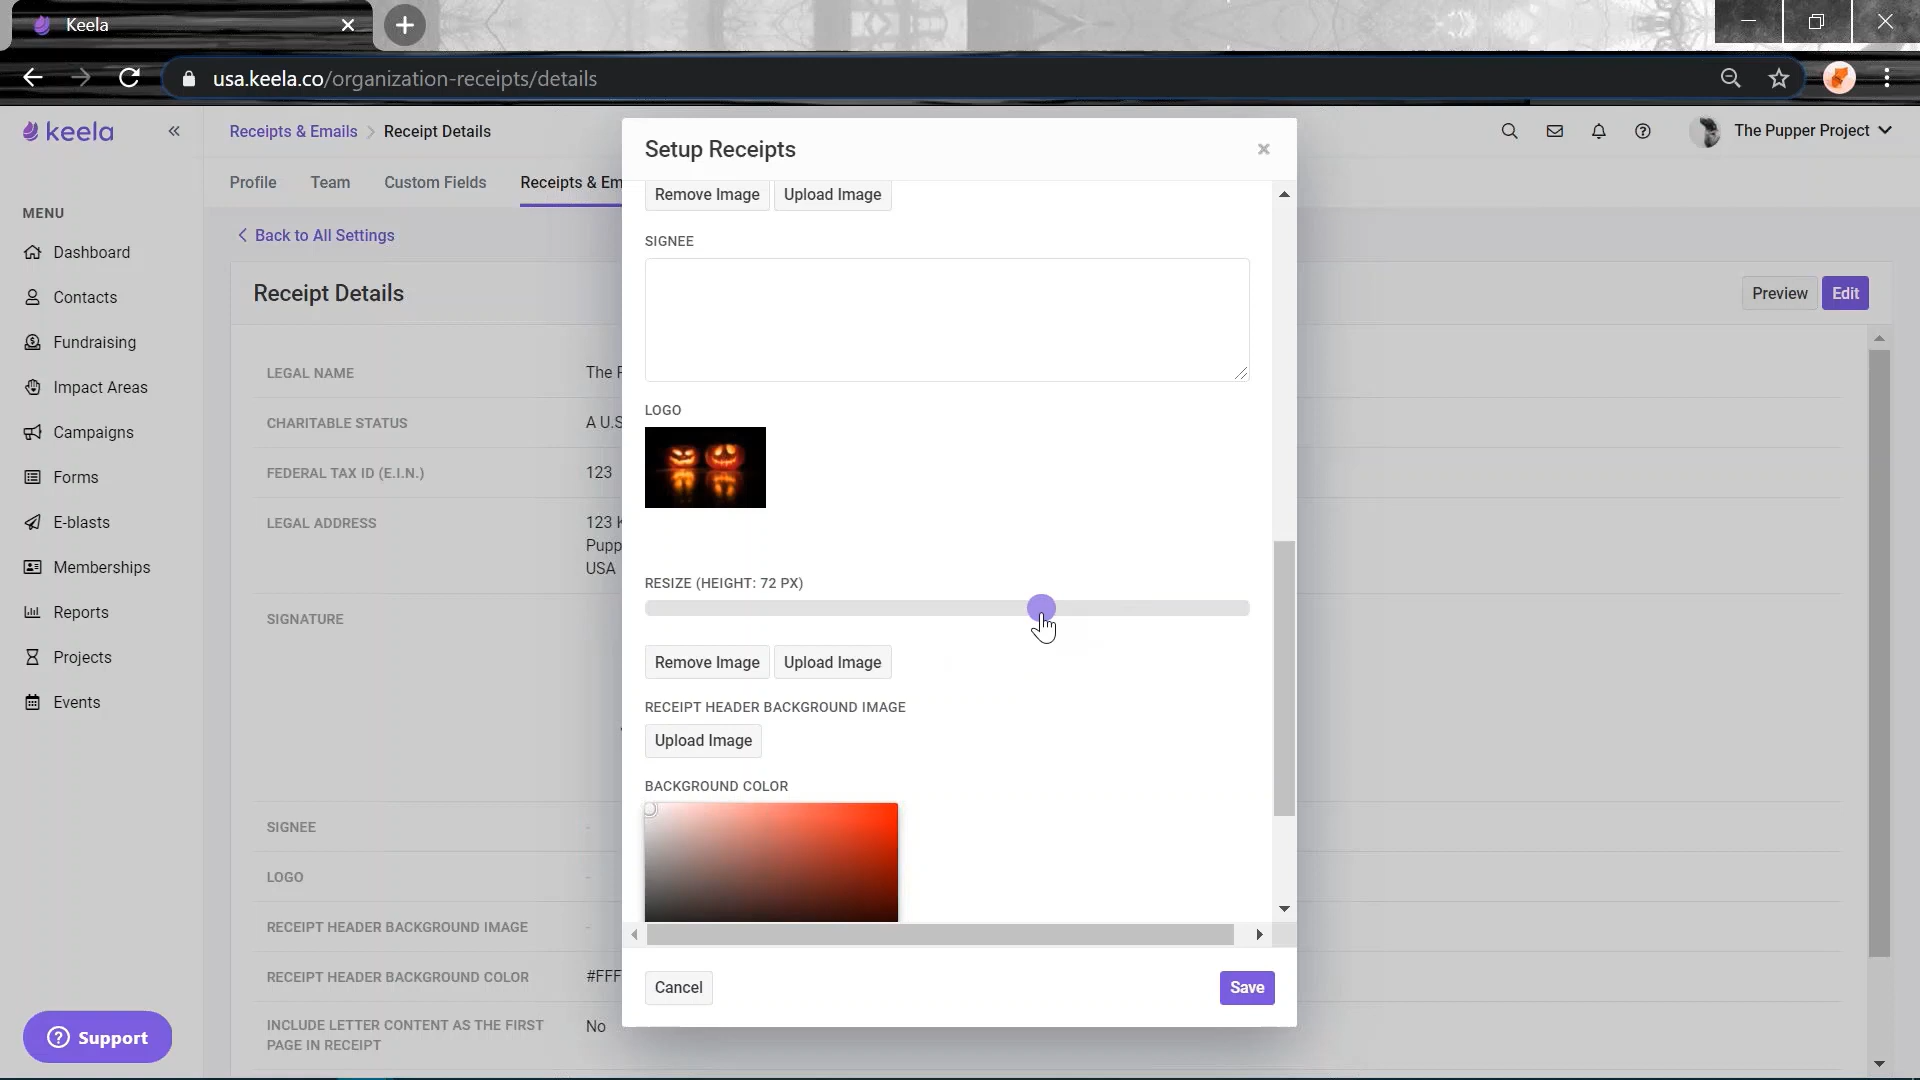 Keela
usa.keela.co/organization-receipts/details
keela
Receipts & Emails
Receipt Details
The Pupper Project
Profile
Team
Custom Fields
Receipts & Em
MENU
Dashboard
Contacts
Fundraising
Impact Areas
Campaigns
Forms
E-blasts
Memberships
Reports
Projects
Events
Support
Back to All Settings
Receipt Details
Preview
Edit
LEGAL NAME
The
CHARITABLE STATUS
A U.S
FEDERAL TAX ID (E.I.N.)
123
LEGAL ADDRESS
123
Pupp
USA
SIGNATURE
SIGNEE
-
LOGO
-
RECEIPT HEADER BACKGROUND IMAGE
-
RECEIPT HEADER BACKGROUND COLOR
#FFF
INCLUDE LETTER CONTENT AS THE FIRST
PAGE IN RECEIPT
No
Setup Receipts
Remove Image
Upload Image
SIGNEE
LOGO
RESIZE (HEIGHT: 72 PX)
Remove Image
Upload Image
RECEIPT HEADER BACKGROUND IMAGE
Upload Image
BACKGROUND COLOR
Cancel
Save